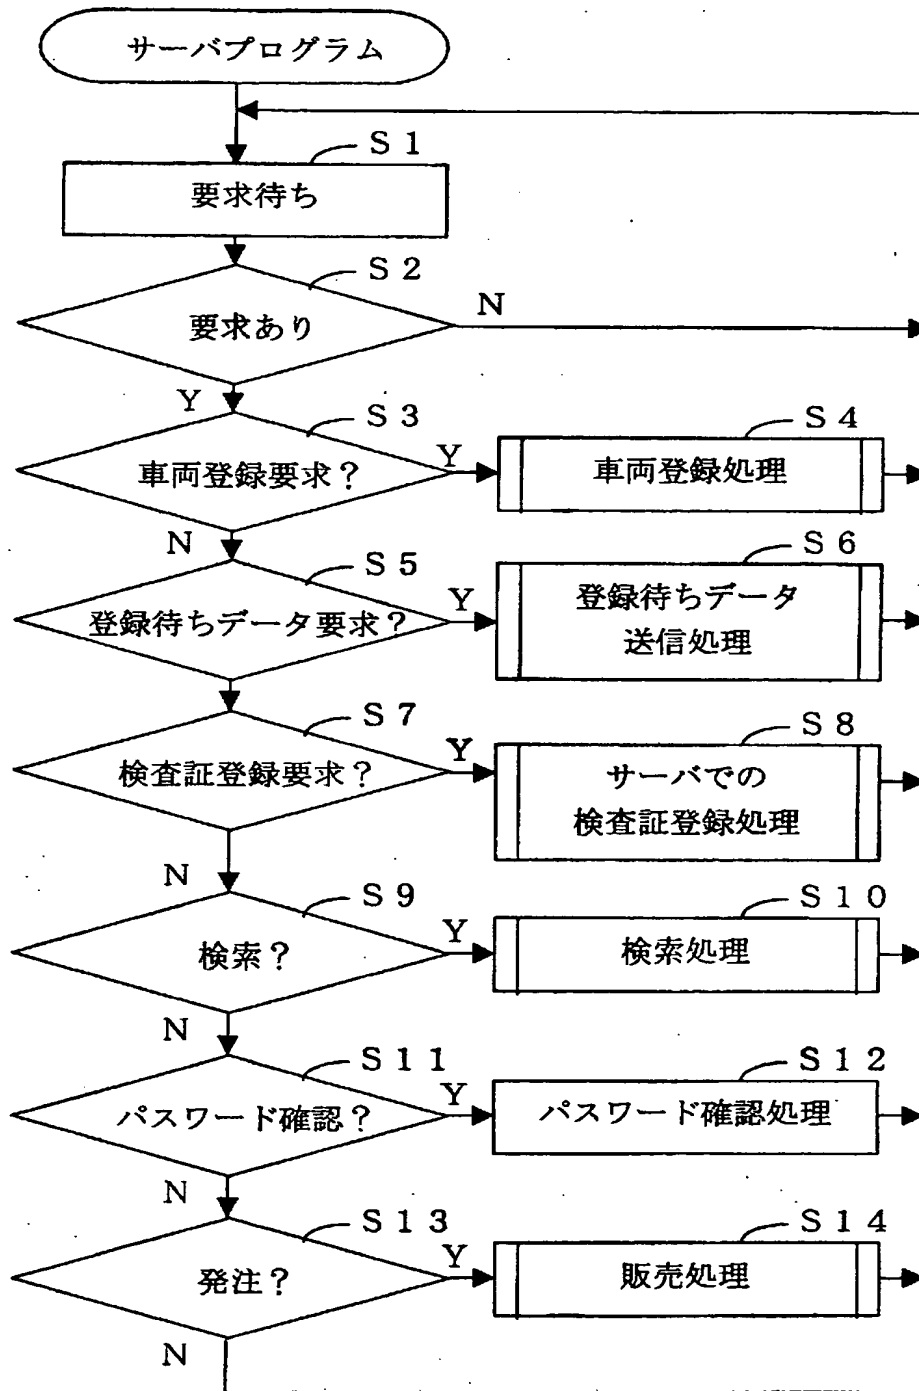 サーバプログラム
S1
要求待ち
S2
要求あり
N
Y
S3
車両登録要求？
Y
S4
車両登録処理
N
S5
登録待ちデータ要求？
Y
S6
登録待ちデータ
送信処理
S7
検査証登録要求？
Y
S8
サーバでの
検査証登録処理
N
S9
検索？
Y
S10
検索処理
N
S11
パスワード確認？
Y
S12
パスワード確認処理
N
S13
発注？
Y
S14
販売処理
N